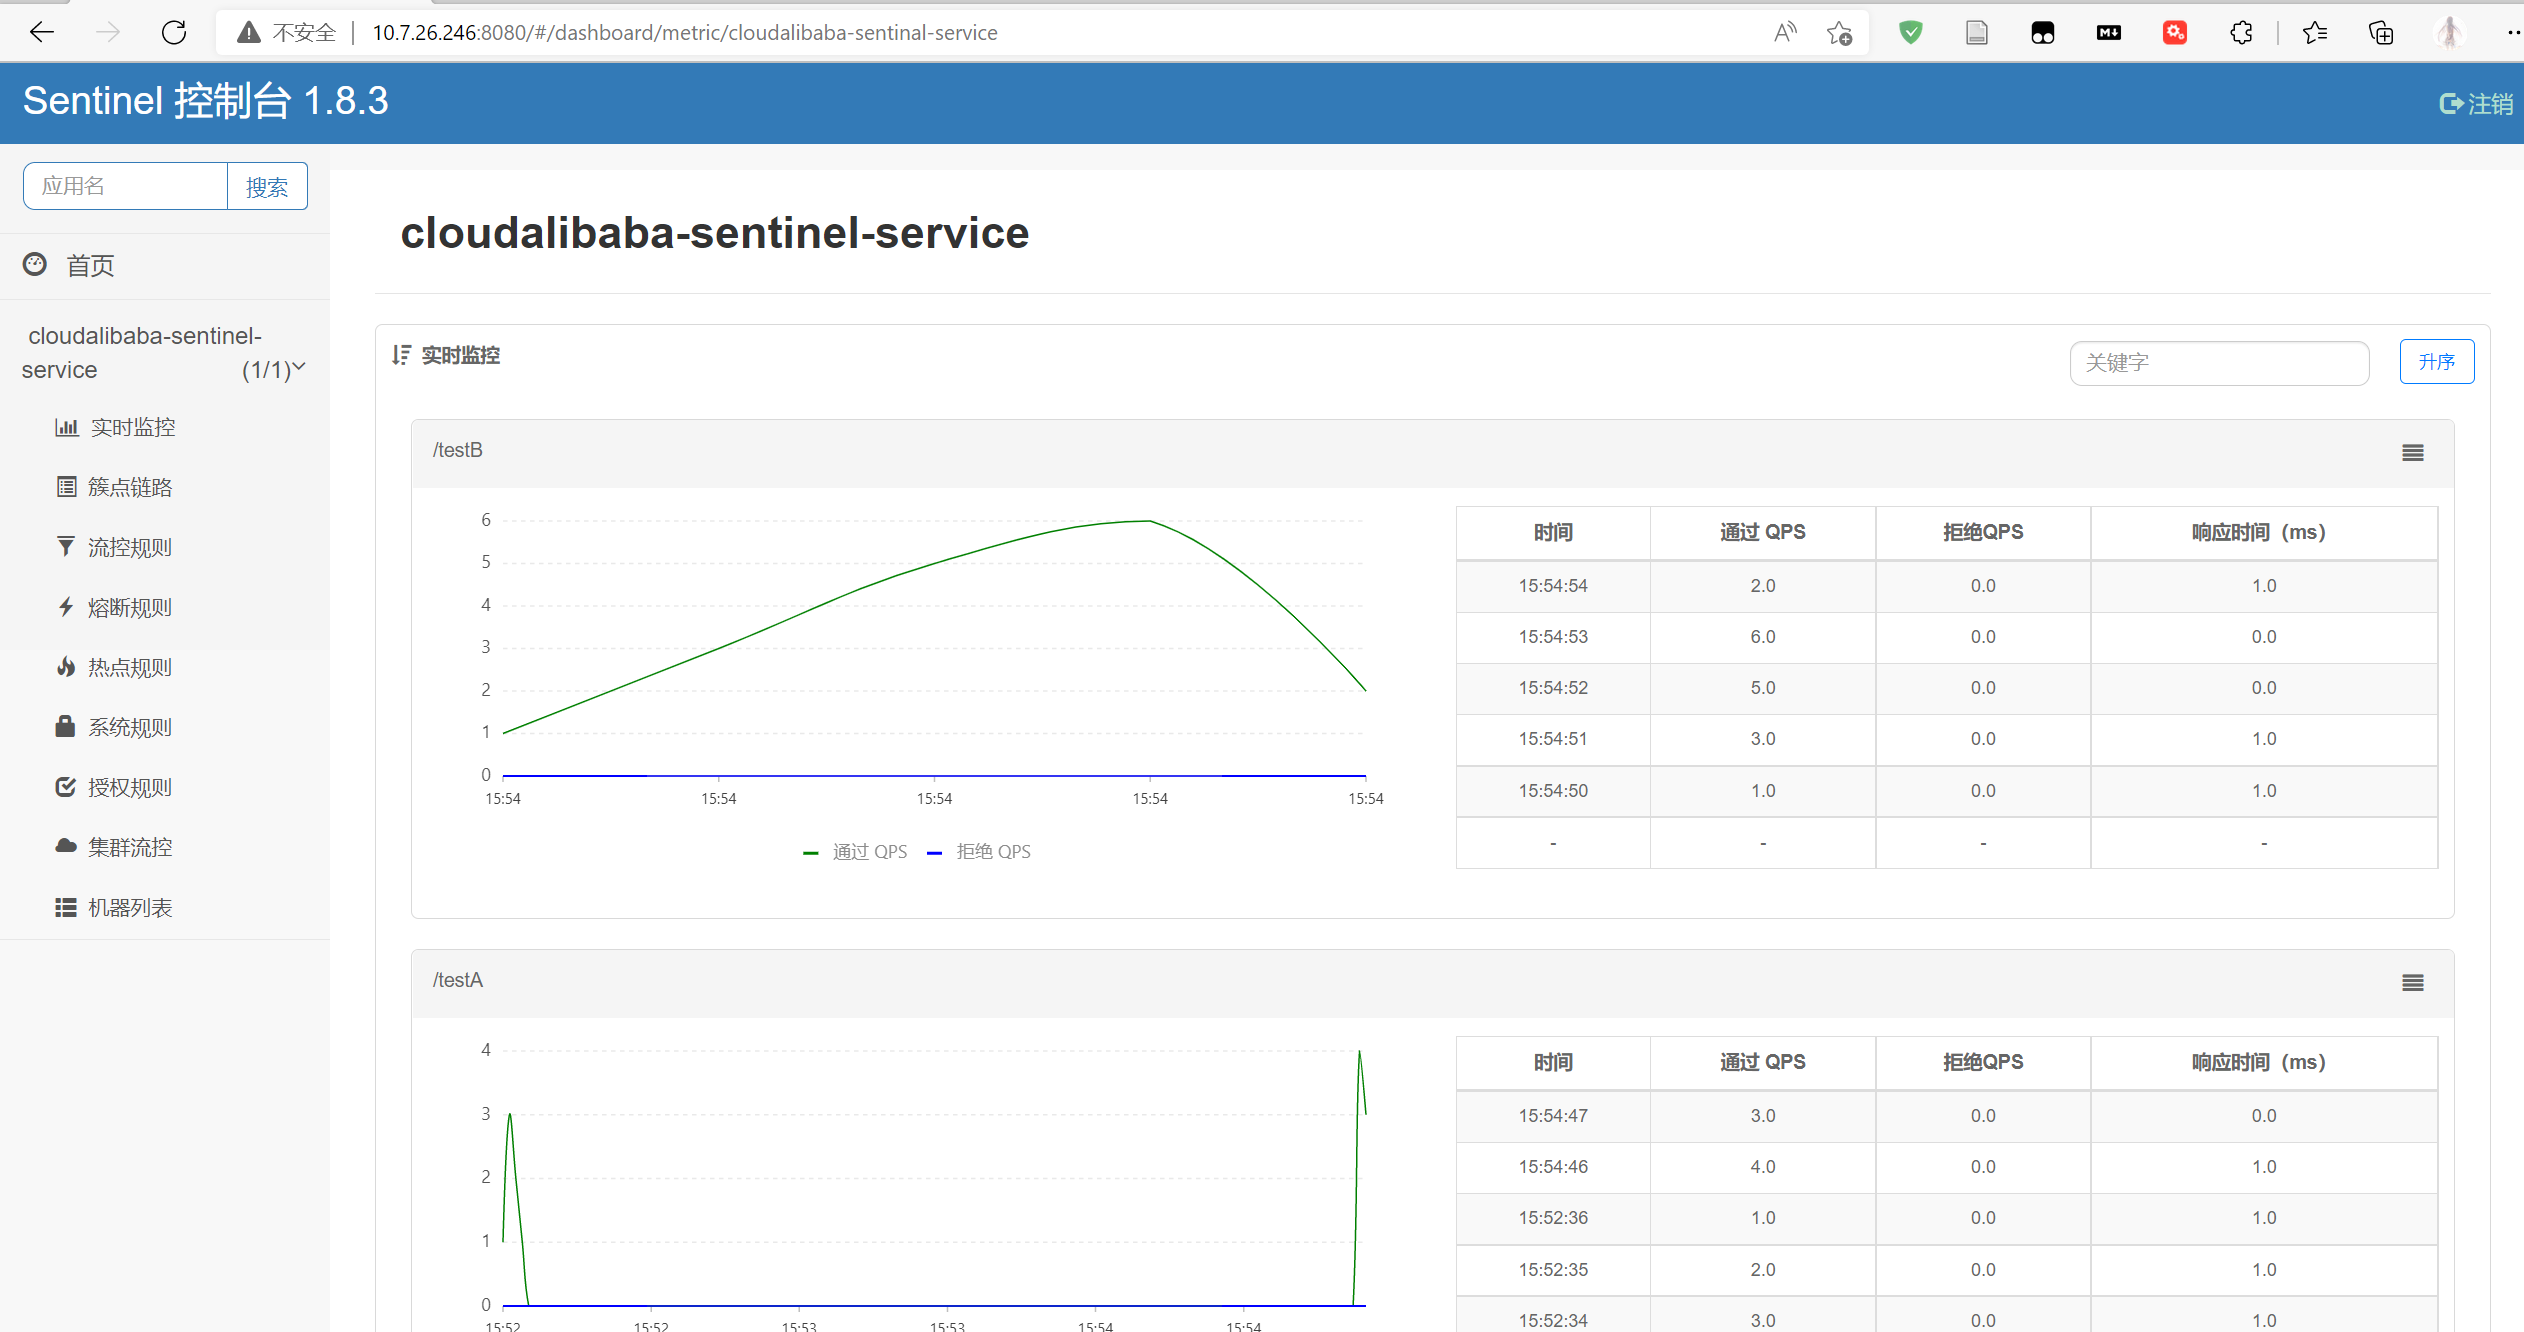 不安全 10.7.26.246:8080/#/dashboard/metric/cloudalibaba-sentinal-service
Sentinel 控制台 1.8.3
注销
应用名 搜索
首页
cloudalibaba-sentinel-
service (1/1)
实时监控
簇点链路
流控规则
熔断规则
热点规则
系统规则
授权规则
集群流控
机器列表
cloudalibaba-sentinel-service
实时监控
关键字 升序
/testB
6
5
4
3
2
1
0
15:54 15:54 15:54 15:54 15:54
通过 QPS 拒绝 QPS
时间 通过 QPS 拒绝QPS 响应时间（ms）
15:54:54 2.0 0.0 1.0
15:54:53 6.0 0.0 0.0
15:54:52 5.0 0.0 0.0
15:54:51 3.0 0.0 1.0
15:54:50 1.0 0.0 1.0
- - - -
/testA
4
3
2
1
0
15:52 15:52 15:53 15:53 15:54 15:54
时间 通过 QPS 拒绝QPS 响应时间（ms）
15:54:47 3.0 0.0 0.0
15:54:46 4.0 0.0 1.0
15:52:36 1.0 0.0 1.0
15:52:35 2.0 0.0 1.0
15:52:34 3.0 0.0 1.0